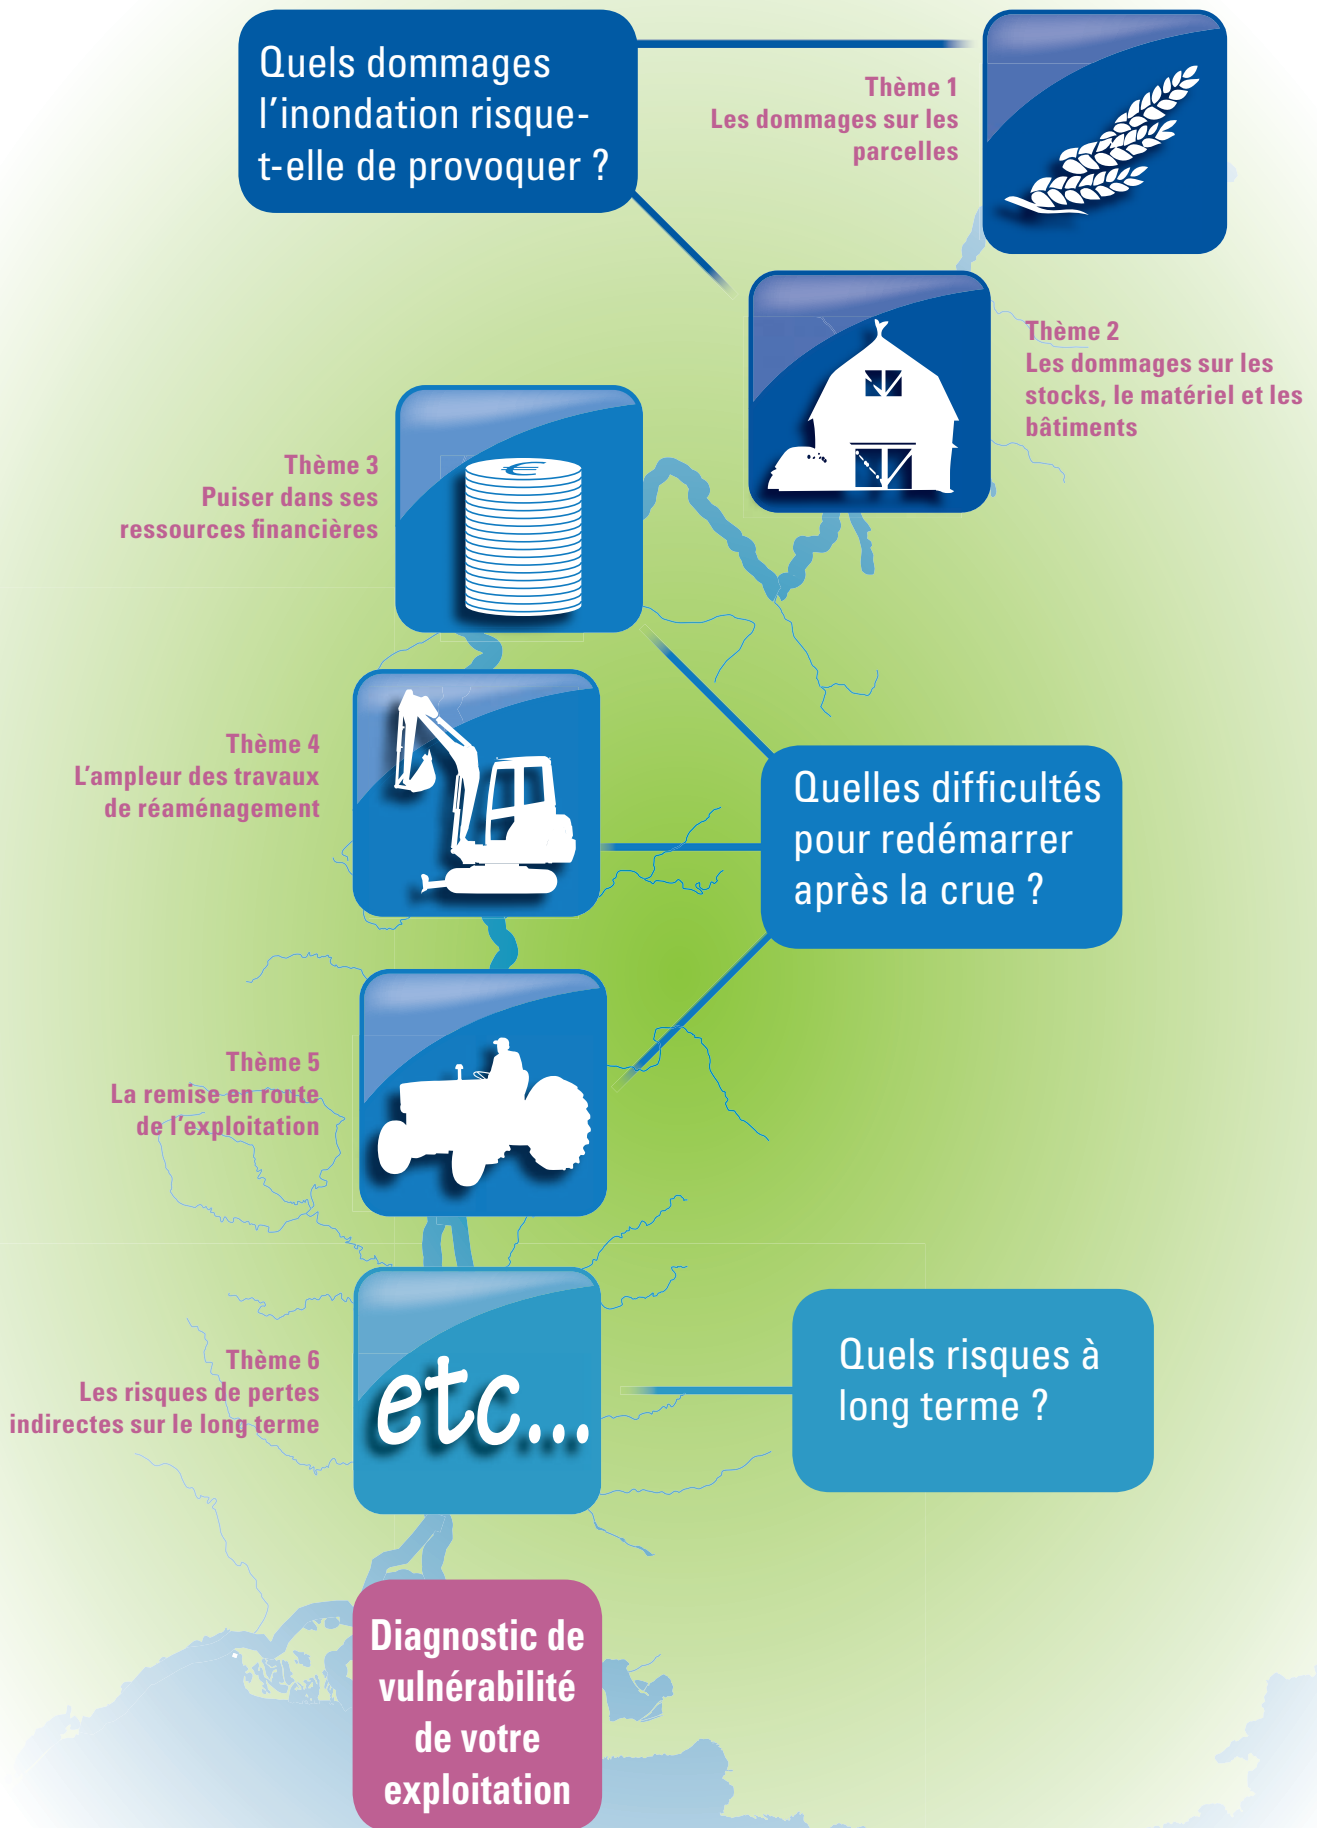 Quels dommages
l'inondation risque-
t-elle de provoquer ?
Thème 1
Les dommages sur les
parcelles
Thème 2
Les dommages sur les
stocks, le matériel et les
bâtiments
Thème 3
Puiser dans ses
ressources financières
€
Thème 4
L'ampleur des travaux
de réaménagement
Quelles difficultés
pour redémarrer
après la crue ?
Thème 5
La remise en route
de l'exploitation
Thème 6
Les risques de pertes
indirectes sur le long terme
etc...
Quels risques à
long terme ?
Diagnostic de
vulnérabilité
de votre
exploitation